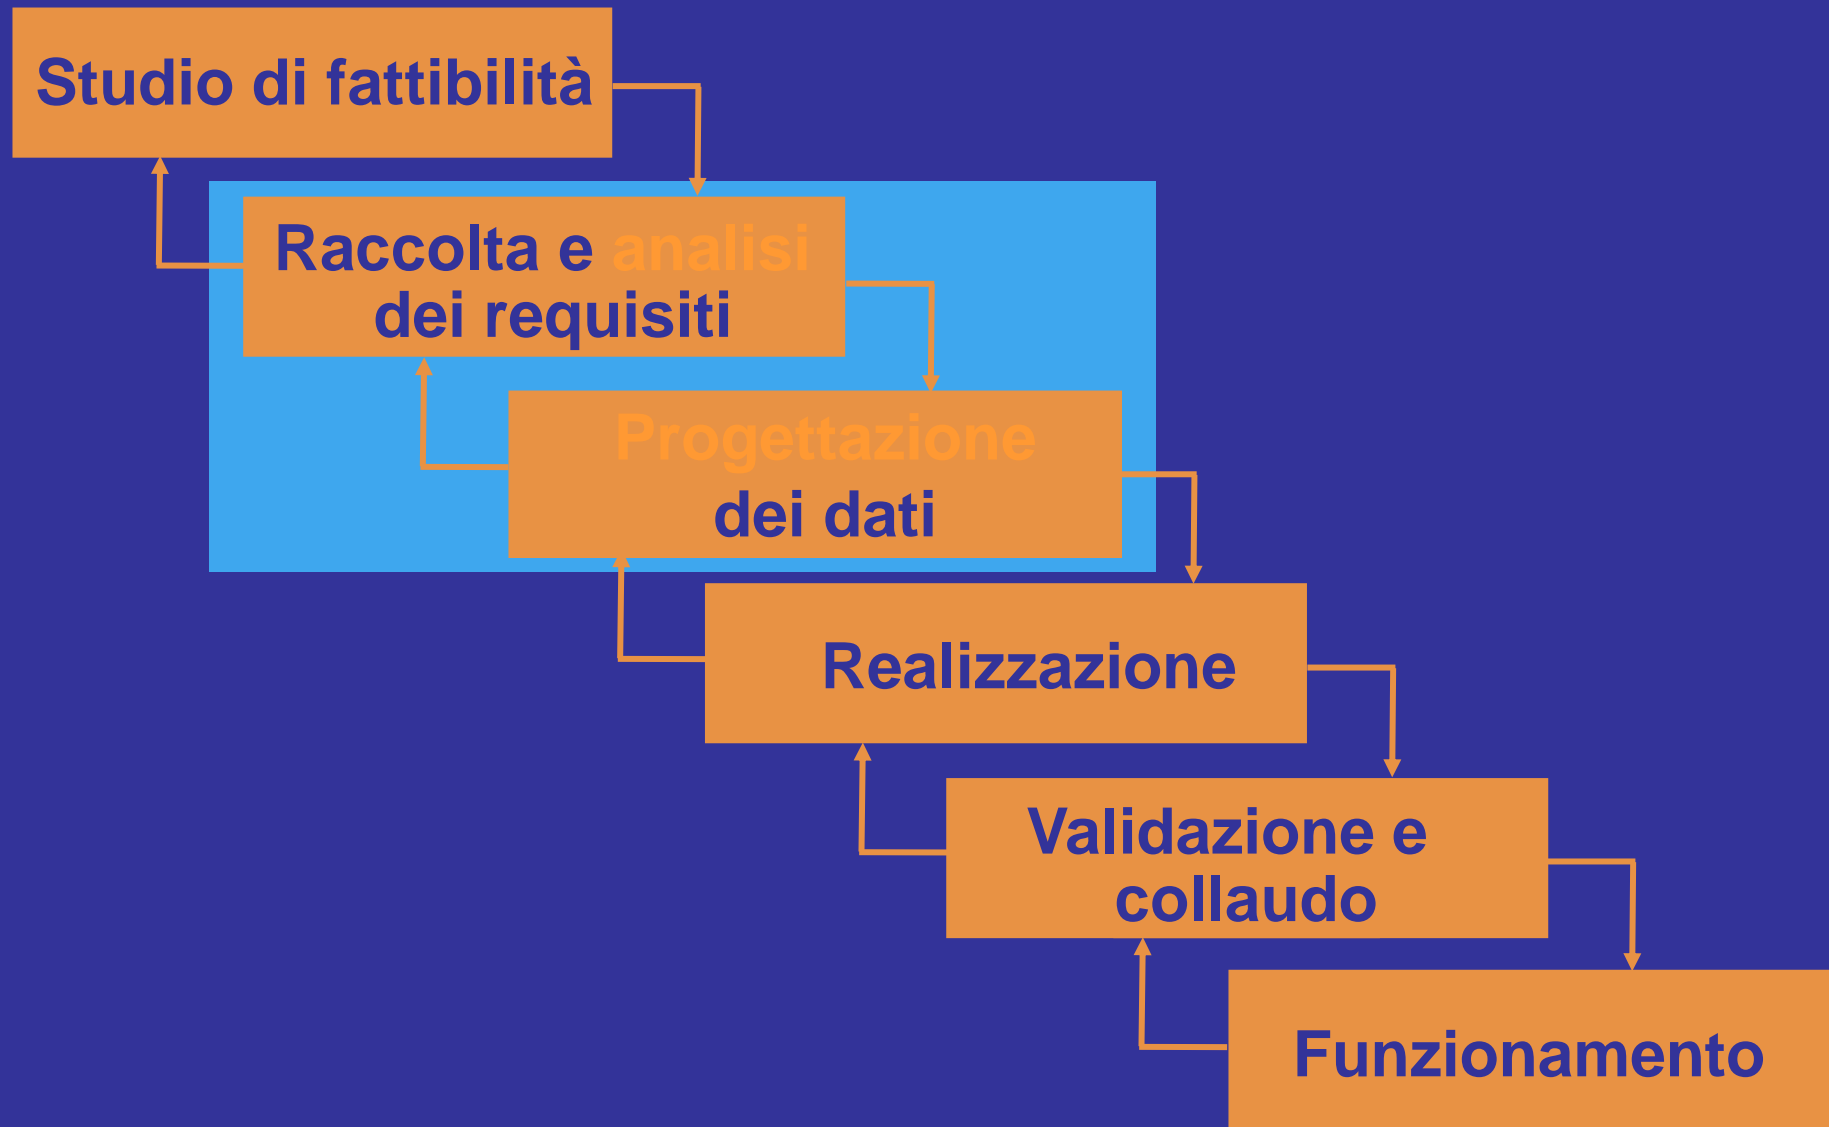 Studio di fattibilità
Raccolta e analisi
dei requisiti
Progettazione
dei dati
Realizzazione
Validazione e
collaudo
Funzionamento